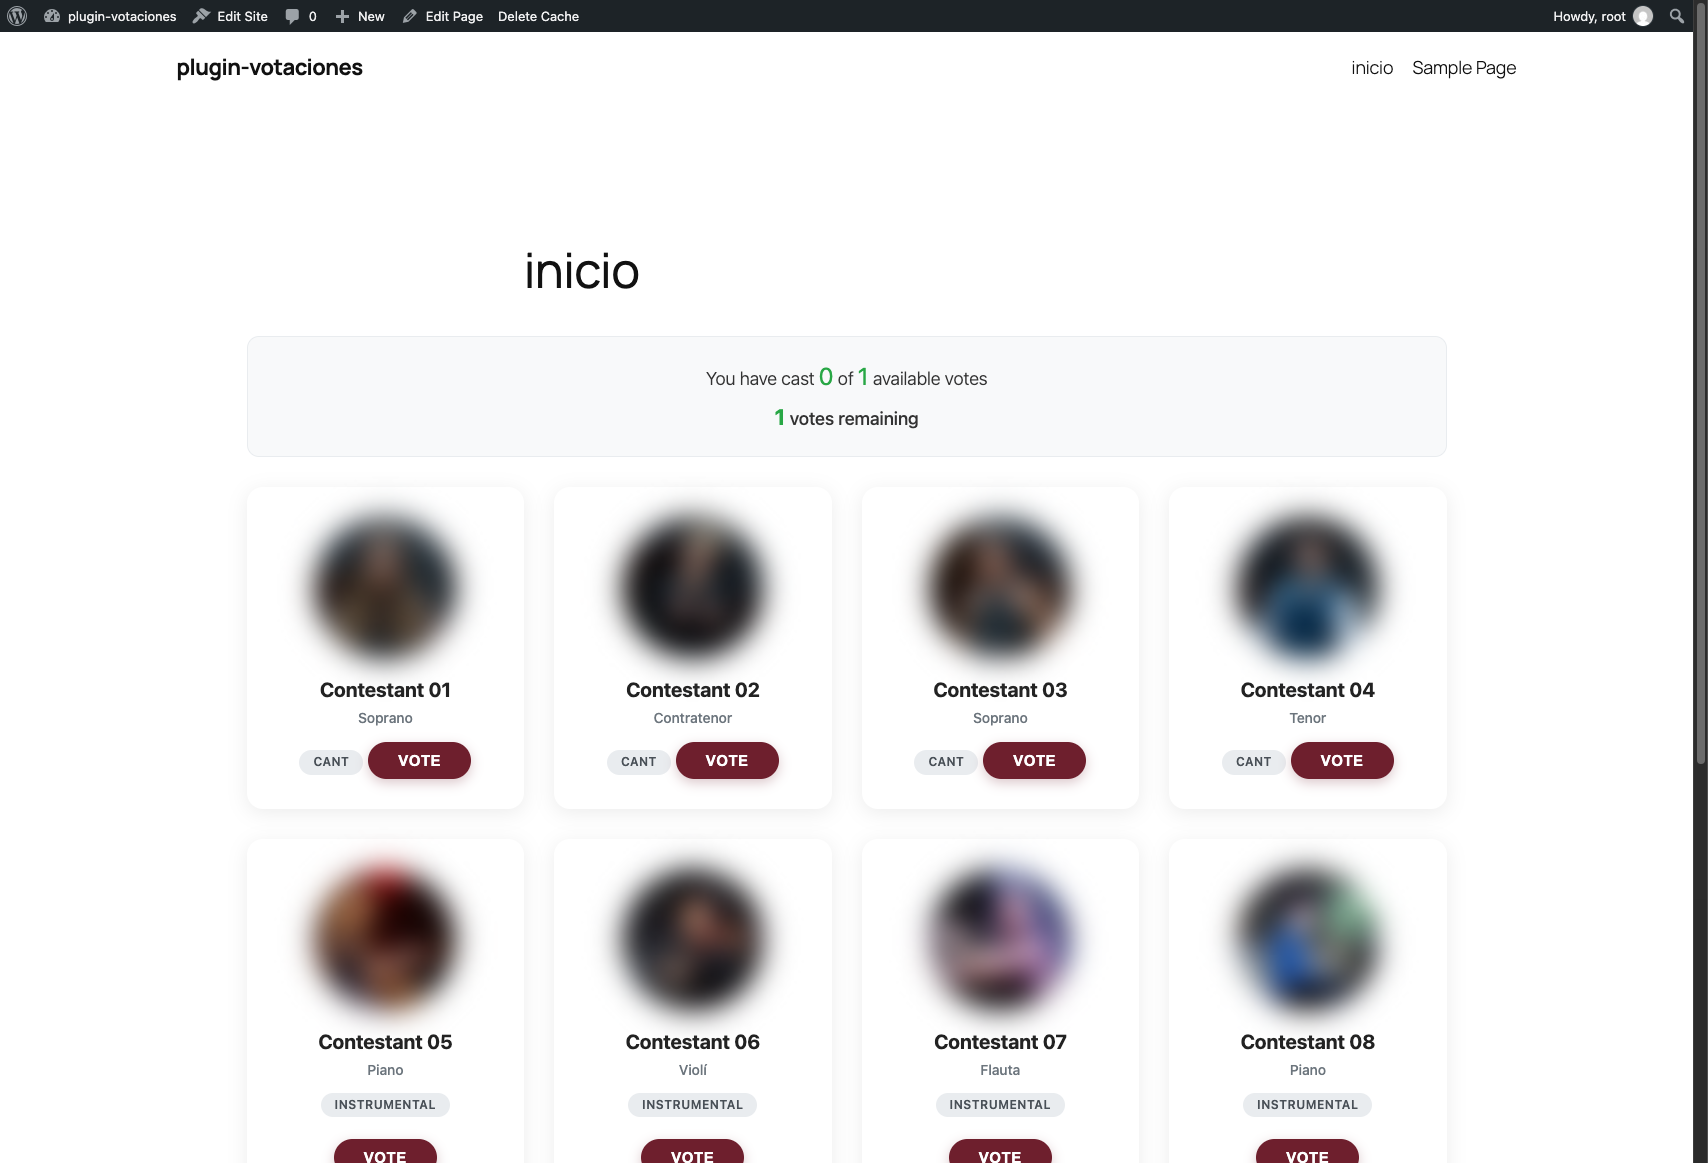 plugin-votaciones Edit Site 0 New Edit Page Delete Cache Howdy, root
plugin-votaciones inicio Sample Page
inicio
You have cast 0 of 1 available votes
1 votes remaining
Contestant 01
Soprano
CANT VOTE
Contestant 02
Contratenor
CANT VOTE
Contestant 03
Soprano
CANT VOTE
Contestant 04
Tenor
CANT VOTE
Contestant 05
Piano
INSTRUMENTAL
VOTE
Contestant 06
Violí
INSTRUMENTAL
VOTE
Contestant 07
Flauta
INSTRUMENTAL
VOTE
Contestant 08
Piano
INSTRUMENTAL
VOTE